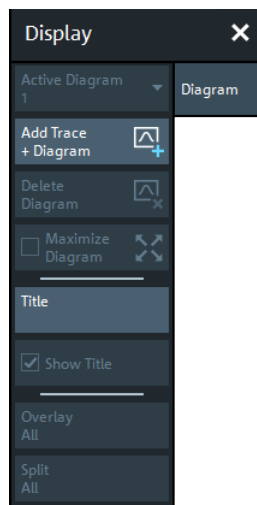 Display
Active Diagram
1
Diagram
Add Trace
+ Diagram
Delete
Diagram
Maximize
Diagram
Title
Show Title
Overlay
All
Split
All